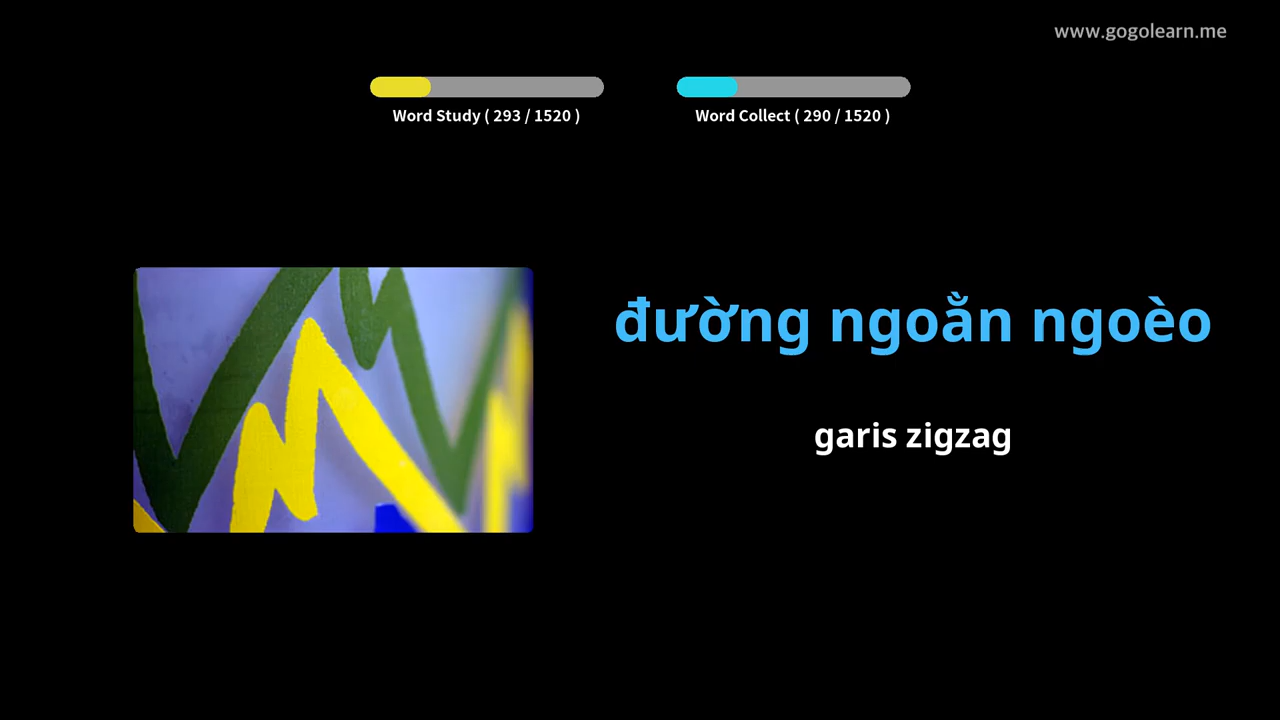 www.gogolearn.me
Word Study ( 293 / 1520 )
Word Collect ( 290 / 1520 )
đường ngoằn ngoèo
garis zigzag